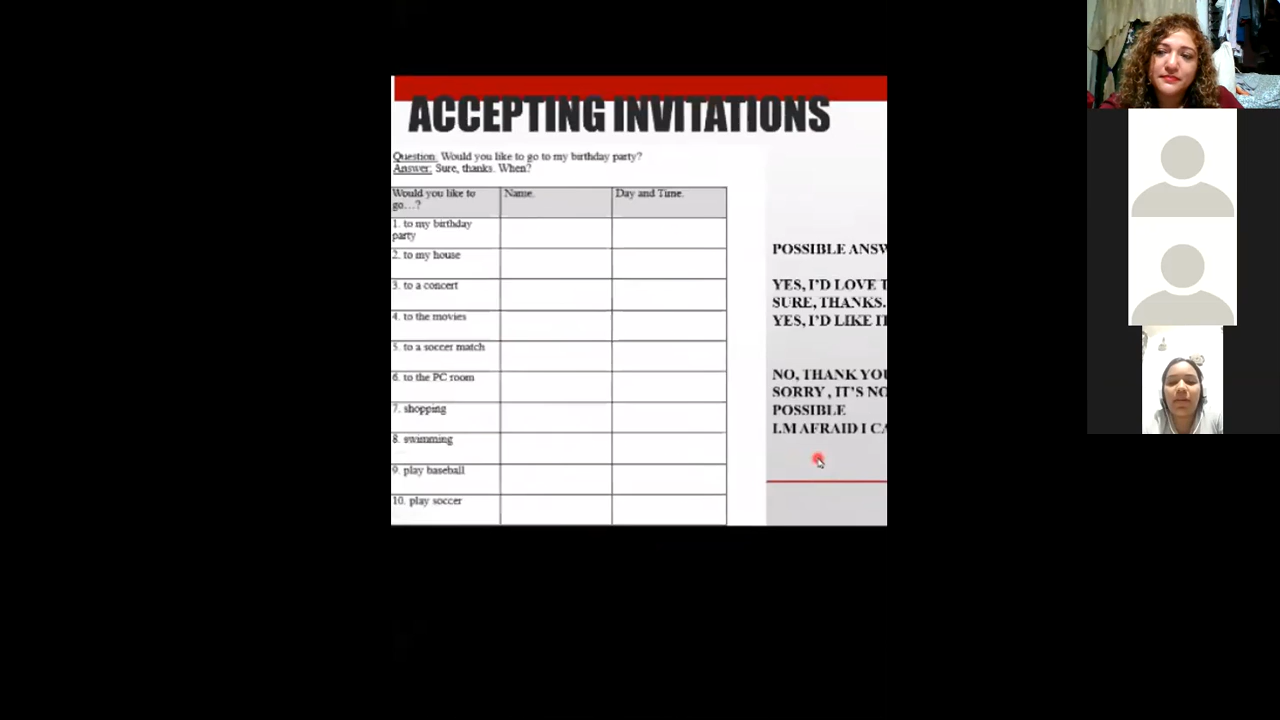 ACCEPTING INVITATIONS
Question: Would you like to go to my birthday party?
Answer: Sure, thanks. When?
Would you like to
go…?
Name.
Day and Time.
1. to my birthday
party
2. to my house
3. to a concert
4. to the movies
5. to a soccer match
6. to the PC room
7. shopping
8. swimming
9. play baseball
10. play soccer
POSSIBLE ANSW
YES, I'D LOVE T
SURE, THANKS.
YES, I'D LIKE I
NO, THANK YOU
SORRY , IT'S NO
POSSIBLE
I,M AFRAID I CA